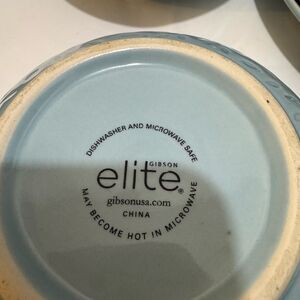 DISHWASHER AND MICROWAVE SAFE
GIBSON
elite®
gibsonusa.com
CHINA
MAY BECOME HOT IN MICROWAVE